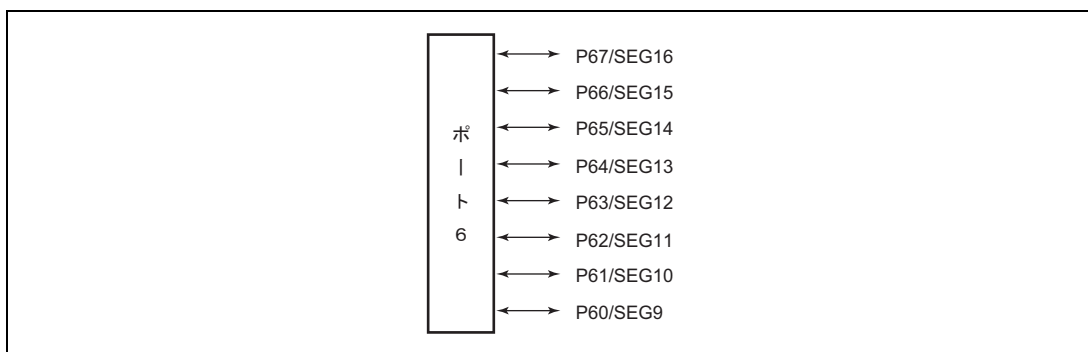 ポート6
P67/SEG16
P66/SEG15
P65/SEG14
P64/SEG13
P63/SEG12
P62/SEG11
P61/SEG10
P60/SEG9